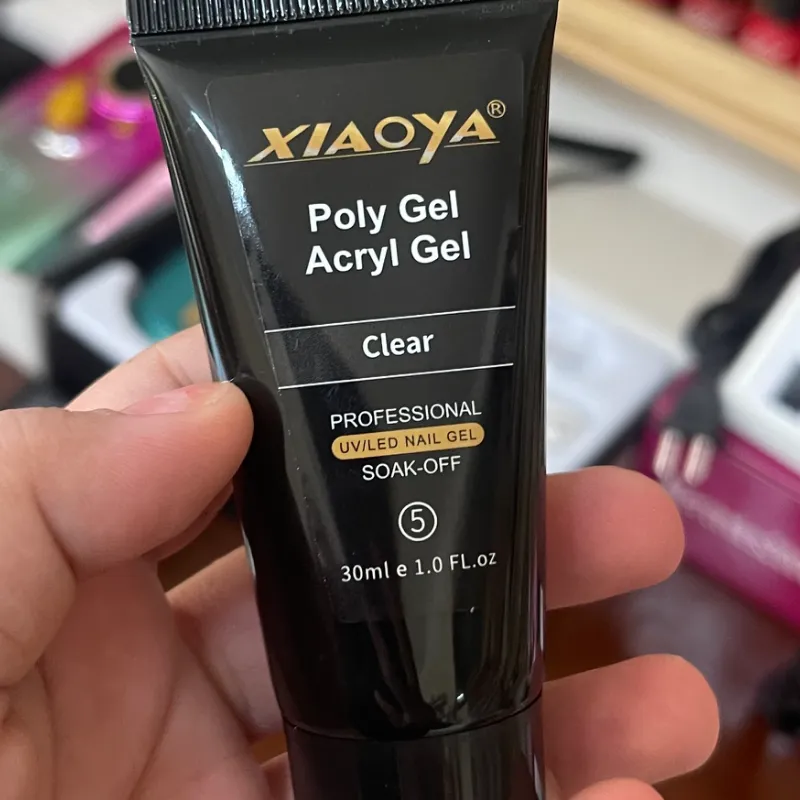 XIAOYA®
Poly Gel
Acryl Gel
Clear
PROFESSIONAL
UV/LED NAIL GEL
SOAK-OFF
5
30ml e 1.0 FL.oz